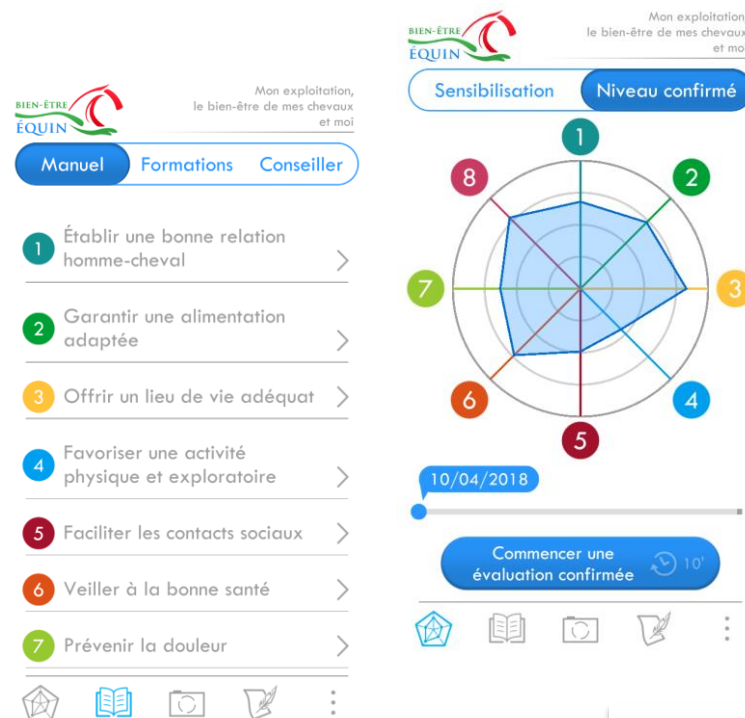 BIEN-ÊTRE
ÉQUIN
Mon exploitation,
le bien-être de mes chevaux
et moi
Manuel
Formations
Conseiller
1
Établir une bonne relation
homme-cheval
2
Garantir une alimentation
adaptée
3
Offrir un lieu de vie adéquat
4
Favoriser une activité
physique et exploratoire
5
Faciliter les contacts sociaux
6
Veiller à la bonne santé
7
Prévenir la douleur
BIEN-ÊTRE
ÉQUIN
Mon exploitation
le bien-être de mes chevaux
et moi
Sensibilisation
Niveau confirmé
1
8
2
7
3
6
4
5
10/04/2018
Commencer une
évaluation confirmée
10'